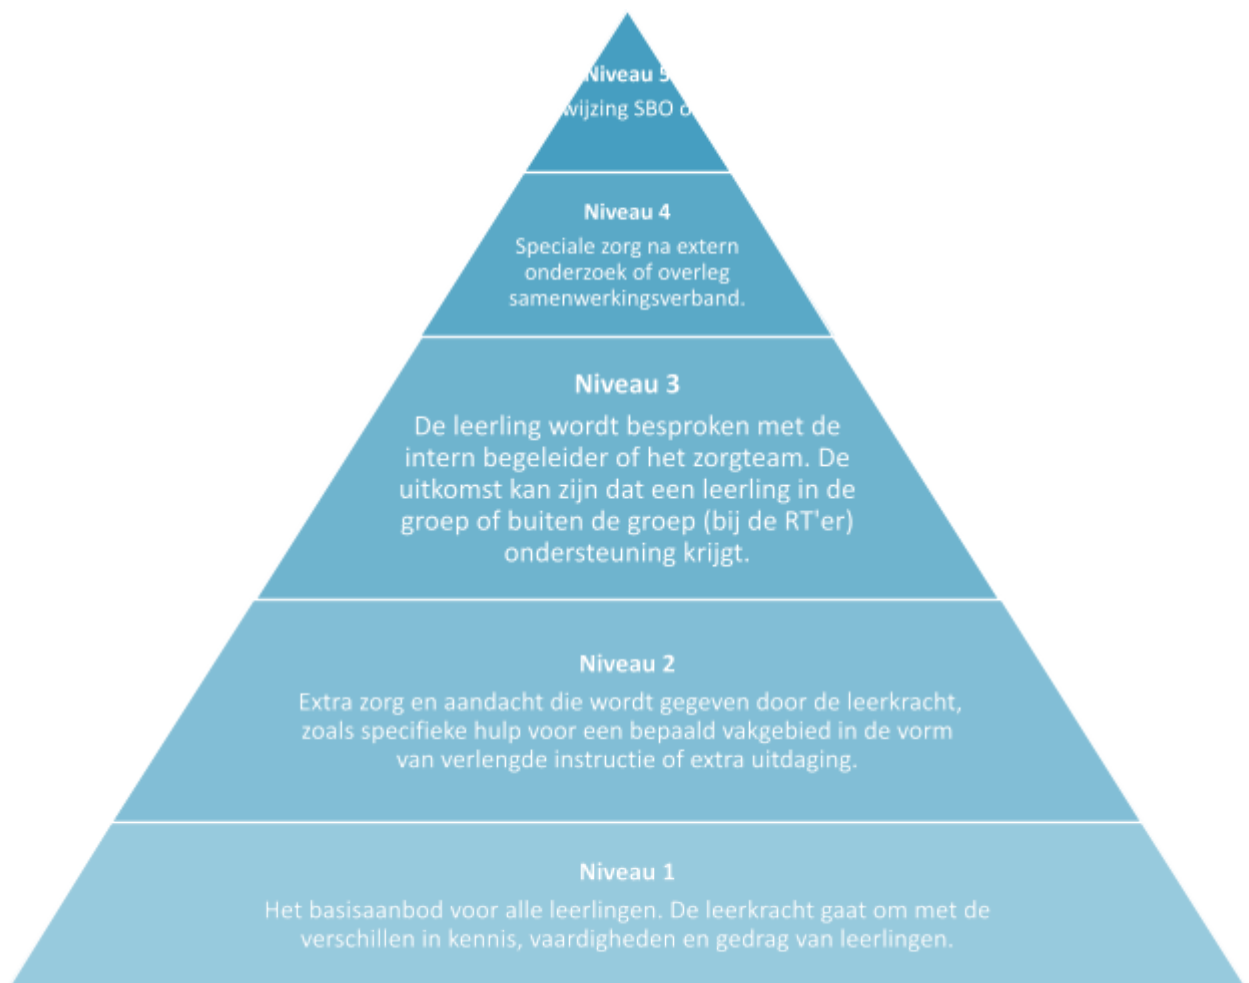 Niveau 5
wijzing SBO o
Niveau 4
Speciale zorg na extern
onderzoek of overleg
samenwerkingsverband.
Niveau 3
De leerling wordt besproken met de
intern begeleider of het zorgteam. De
uitkomst kan zijn dat een leerling in de
groep of buiten de groep (bij de RT'er)
ondersteuning krijgt.
Niveau 2
Extra zorg en aandacht die wordt gegeven door de leerkracht,
zoals specifieke hulp voor een bepaald vakgebied in de vorm
van verlengde instructie of extra uitdaging.
Niveau 1
Het basisaanbod voor alle leerlingen. De leerkracht gaat om met de
verschillen in kennis, vaardigheden en gedrag van leerlingen.